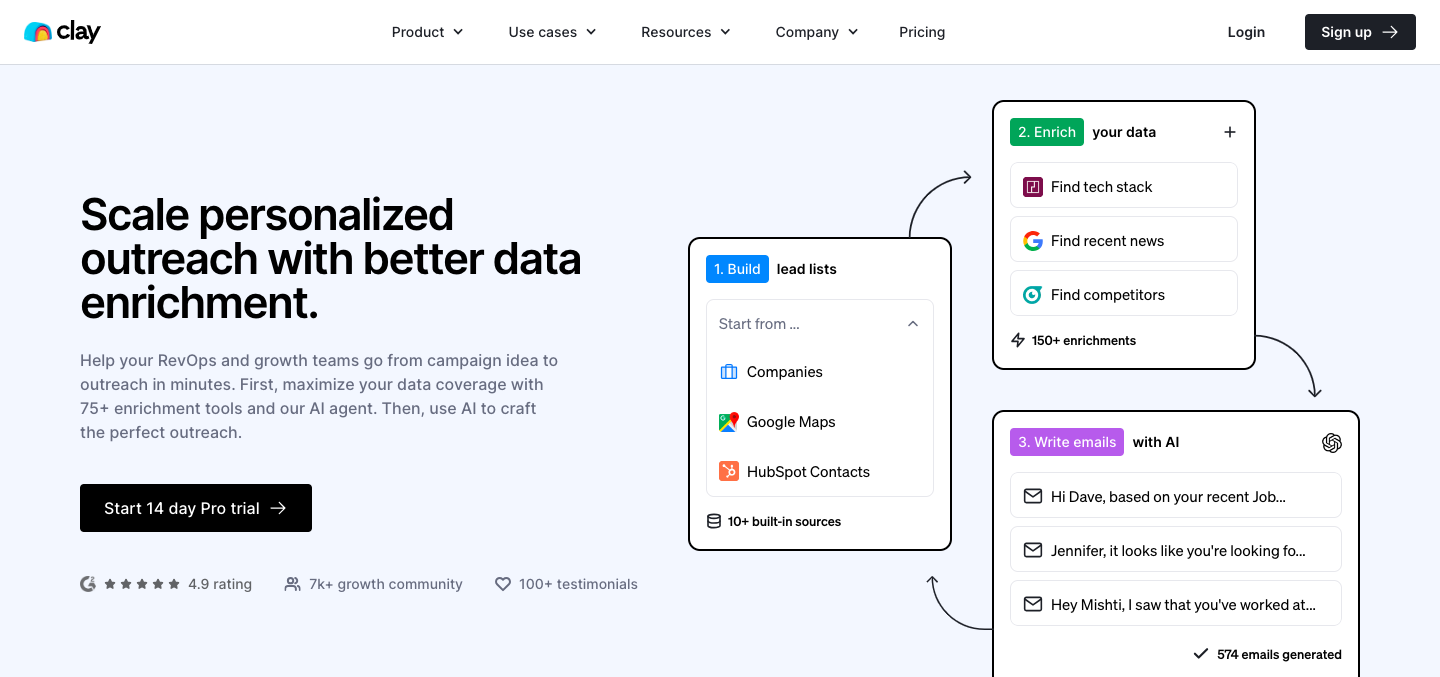 clay
Product
Use cases
Resources
Company
Pricing
Login
Sign up
Scale personalized
outreach with better data
enrichment.
Help your RevOps and growth teams go from campaign idea to
outreach in minutes. First, maximize your data coverage with
75+ enrichment tools and our AI agent. Then, use AI to craft
the perfect outreach.
Start 14 day Pro trial
4.9 rating
7k+ growth community
100+ testimonials
1. Build lead lists
Start from ...
Companies
Google Maps
HubSpot Contacts
10+ built-in sources
2. Enrich your data
Find tech stack
Find recent news
Find competitors
150+ enrichments
3. Write emails with AI
Hi Dave, based on your recent Job...
Jennifer, it looks like you're looking fo...
Hey Mishti, I saw that you've worked at...
574 emails generated